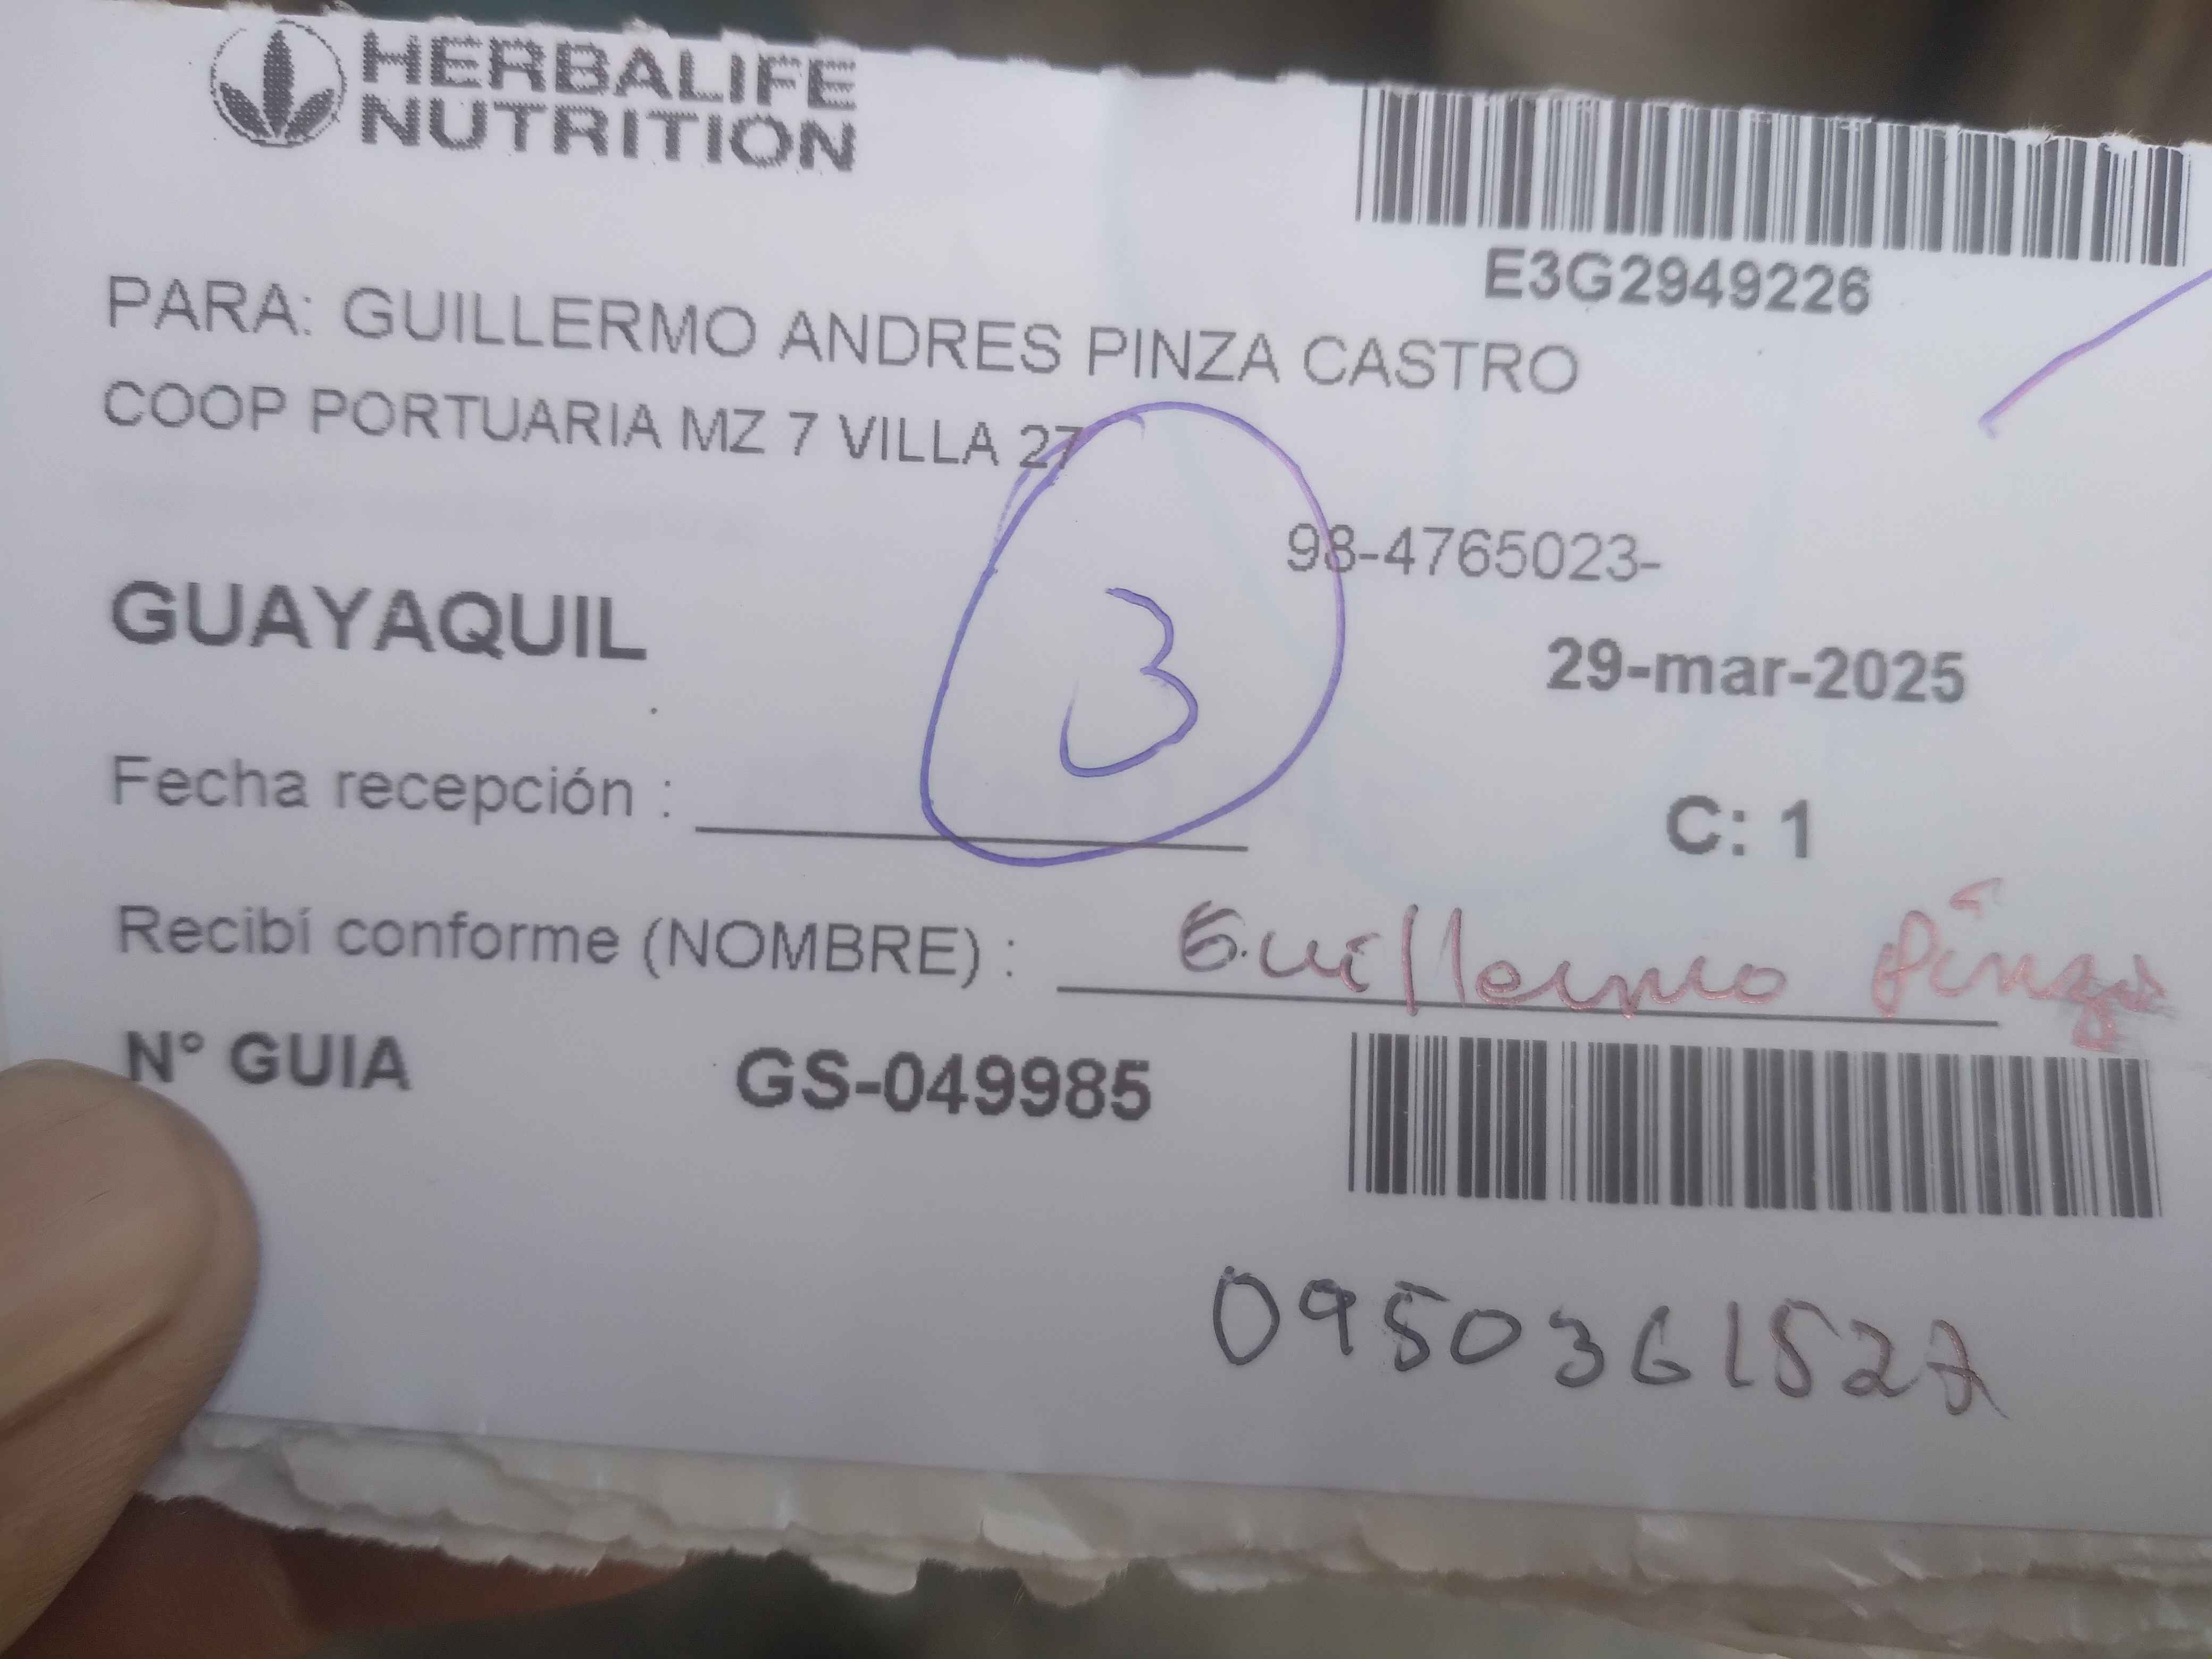 HERBALIFE
NUTRITION
E3G2949226
PARA: GUILLERMO ANDRES PINZA CASTRO
COOP PORTUARIA MZ 7 VILLA 27
98-4765023-
GUAYAQUIL
3
29-mar-2025
Fecha recepción :
C: 1
Recibí conforme (NOMBRE) : Guillermo Pinza
N° GUIA GS-049985
0950361527